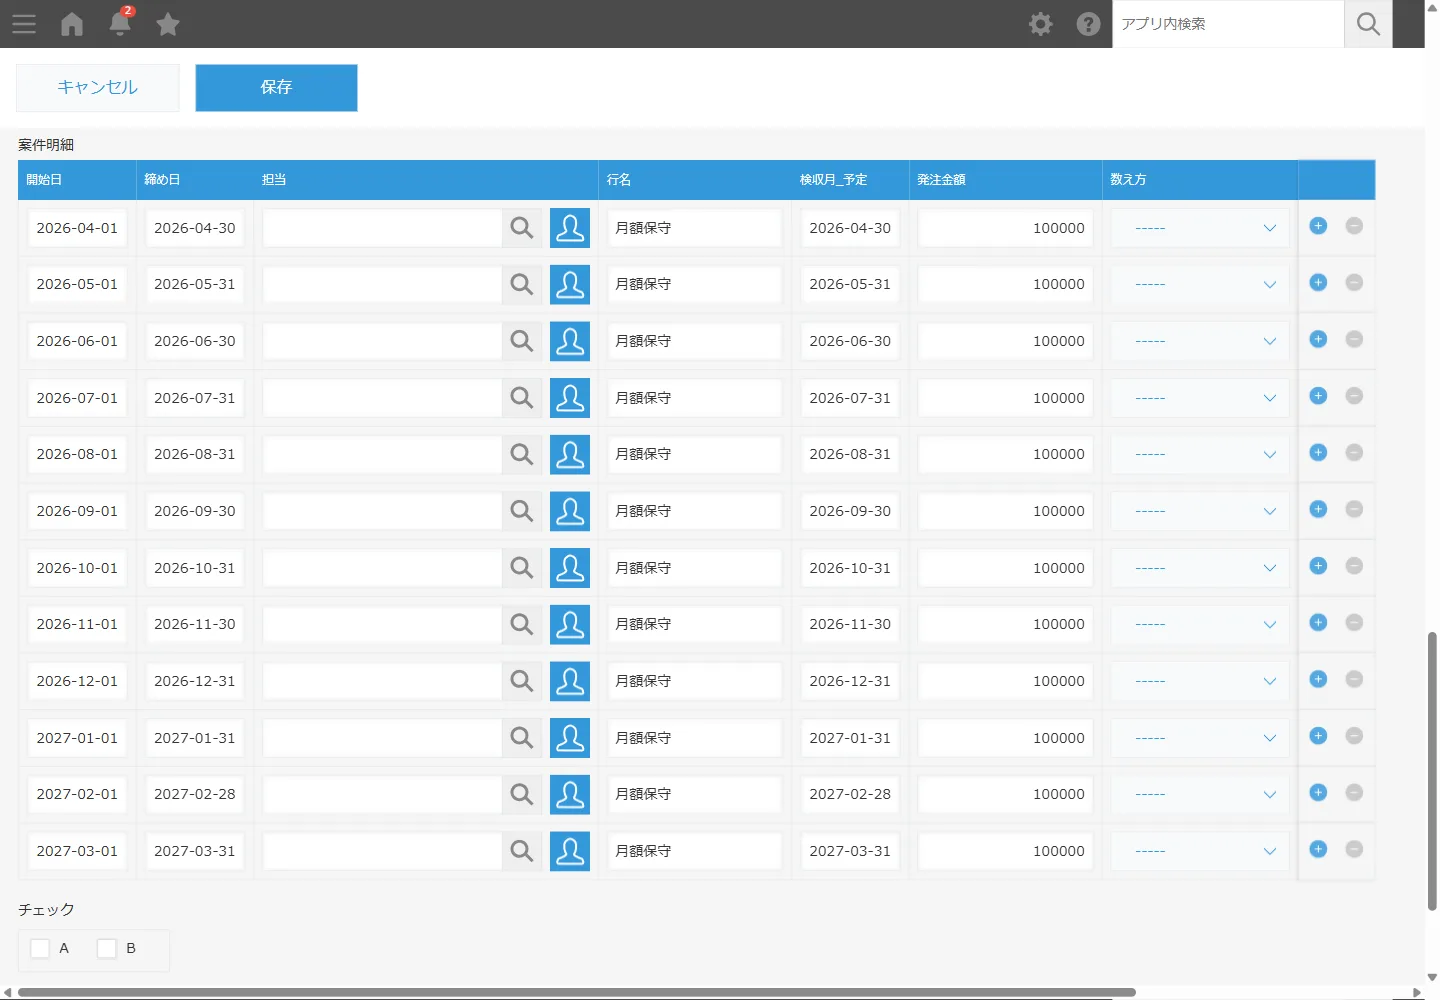 2
アプリ内検索
キャンセル 保存
案件明細
開始日 締め日 担当 行名 検収月_予定 発注金額 数え方
2026-04-01 2026-04-30 月額保守 2026-04-30 100000 -----
2026-05-01 2026-05-31 月額保守 2026-05-31 100000 -----
2026-06-01 2026-06-30 月額保守 2026-06-30 100000 -----
2026-07-01 2026-07-31 月額保守 2026-07-31 100000 -----
2026-08-01 2026-08-31 月額保守 2026-08-31 100000 -----
2026-09-01 2026-09-30 月額保守 2026-09-30 100000 -----
2026-10-01 2026-10-31 月額保守 2026-10-31 100000 -----
2026-11-01 2026-11-30 月額保守 2026-11-30 100000 -----
2026-12-01 2026-12-31 月額保守 2026-12-31 100000 -----
2027-01-01 2027-01-31 月額保守 2027-01-31 100000 -----
2027-02-01 2027-02-28 月額保守 2027-02-28 100000 -----
2027-03-01 2027-03-31 月額保守 2027-03-31 100000 -----
チェック
A B